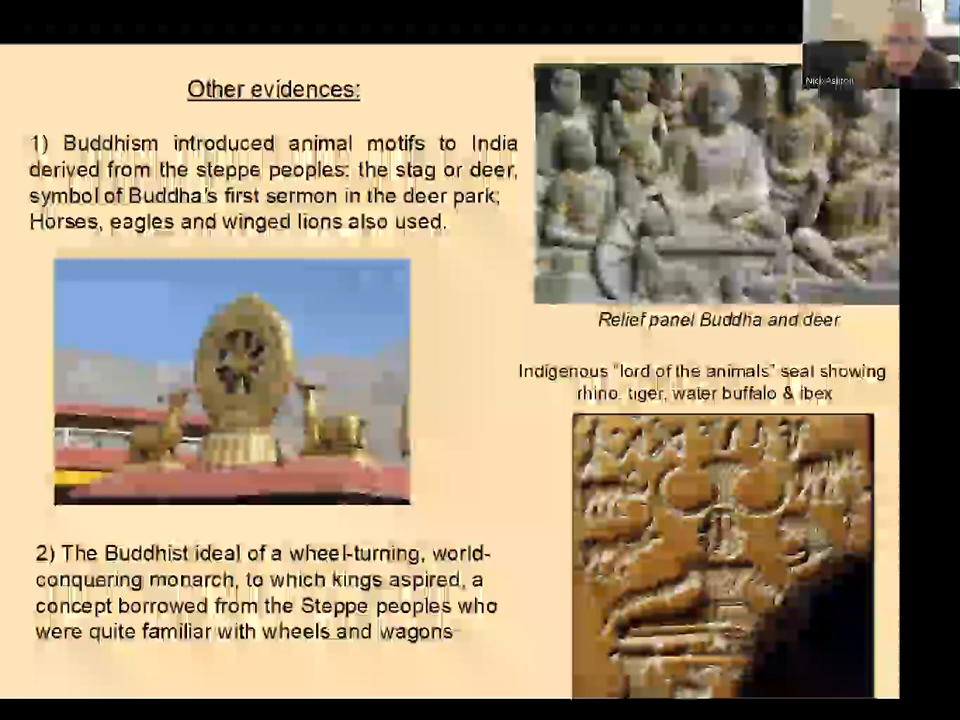 Nick Ashton
Other evidences:
1) Buddhism introduced animal motifs to India
derived from the steppe peoples: the stag or deer,
symbol of Buddha's first sermon in the deer park;
Horses, eagles and winged lions also used.
Relief panel Buddha and deer
Indigenous "lord of the animals" seal showing
rhino, tiger, water buffalo & ibex
2) The Buddhist ideal of a wheel-turning, world-
conquering monarch, to which kings aspired, a
concept borrowed from the Steppe peoples who
were quite familiar with wheels and wagons